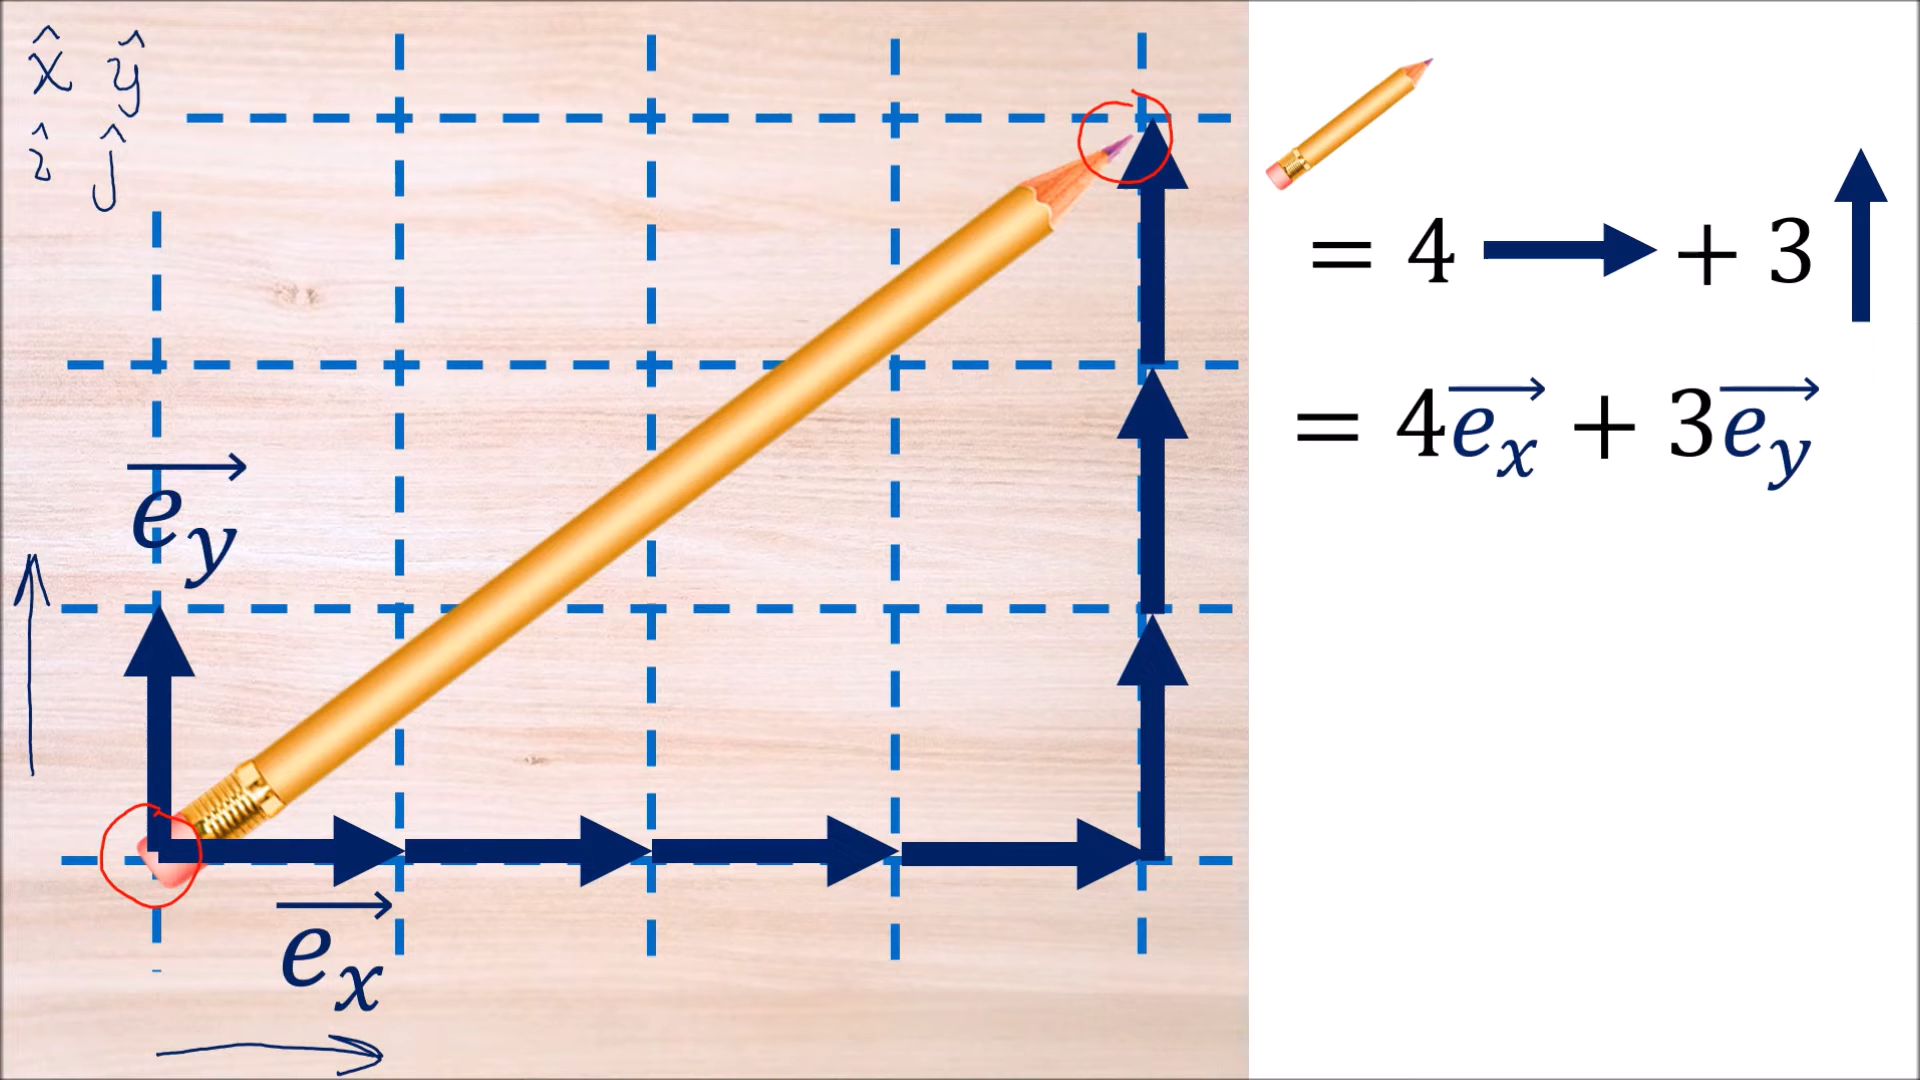 x̂ ŷ
î ĵ
= 4 → + 3 ↑
= 4e⃗ₓ + 3e⃗ᵧ
e⃗ᵧ
e⃗ₓ